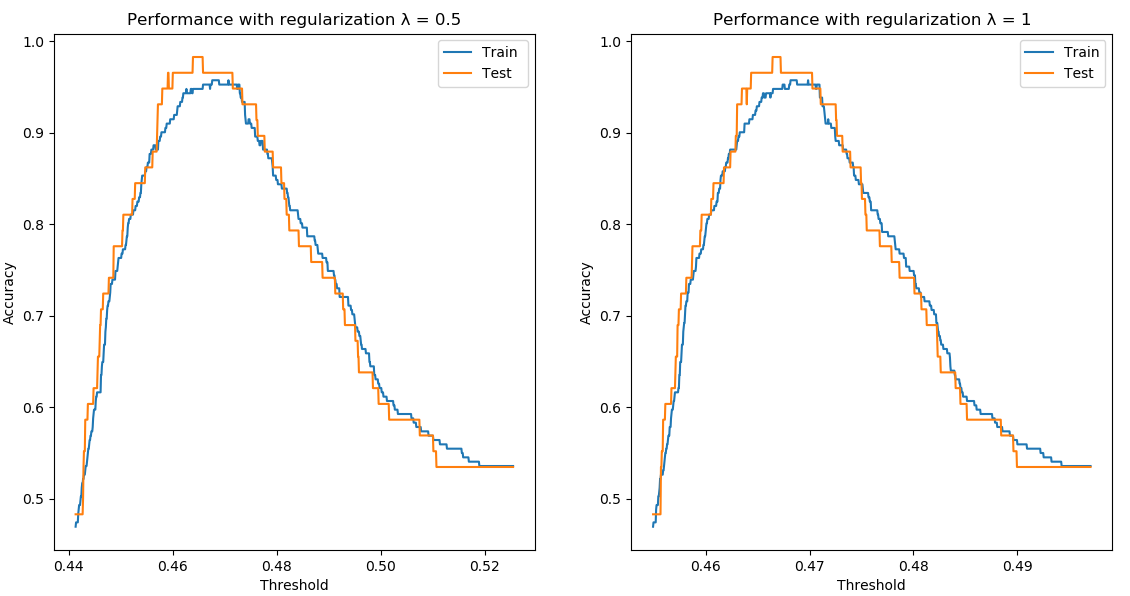 Performance with regularization λ = 0.5
Accuracy
1.0
0.9
0.8
0.7
0.6
0.5
Train
Test
0.44 0.46 0.48 0.50 0.52
Threshold
Performance with regularization λ = 1
Accuracy
1.0
0.9
0.8
0.7
0.6
0.5
Train
Test
0.46 0.47 0.48 0.49
Threshold